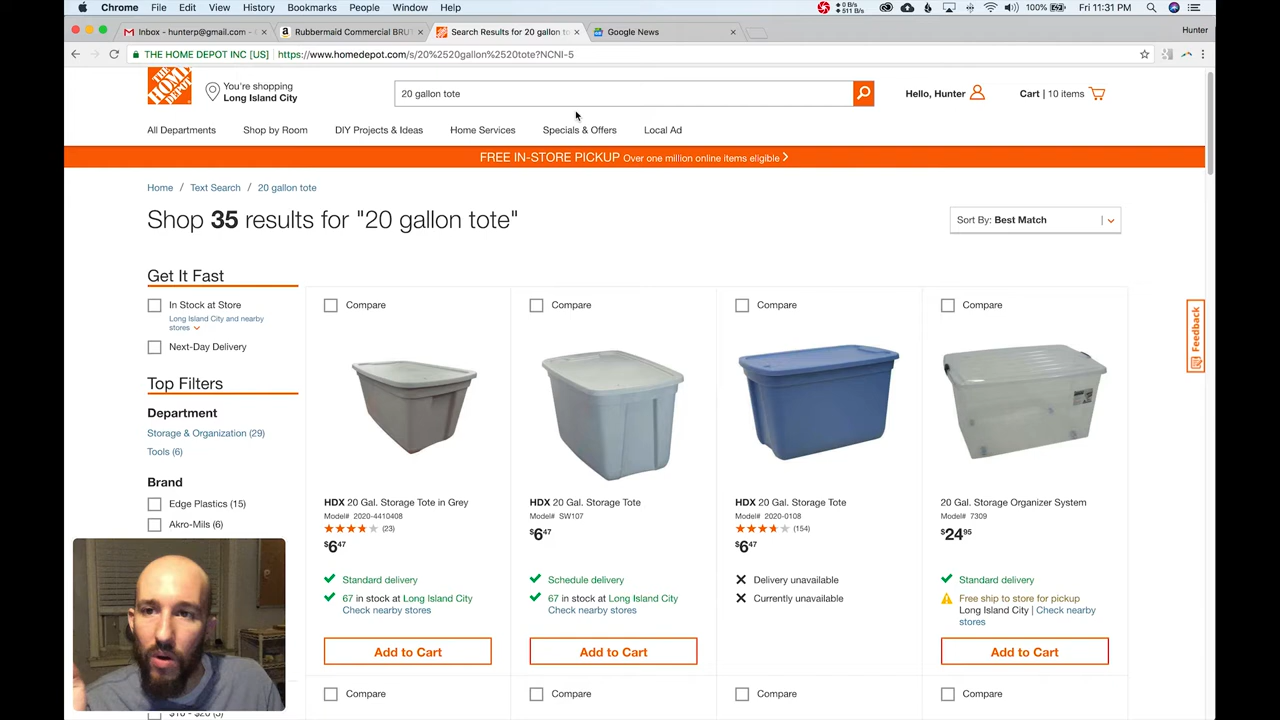 Chrome File Edit View History Bookmarks People Window Help
0 B/s
511 B/s
100%
Fri 11:31 PM
Inbox - hunterp@gmail.com -
Rubbermaid Commercial BRU
Search Results for 20 gallon to
Google News
Hunter
THE HOME DEPOT INC [US]
https://www.homedepot.com/s/20%2520gallon%2520tote?NCNI-5
THE HOME DEPOT
You're shopping
Long Island City
20 gallon tote
Hello, Hunter
Cart | 10 items
All Departments
Shop by Room
DIY Projects & Ideas
Home Services
Specials & Offers
Local Ad
FREE IN-STORE PICKUP Over one million online items eligible
Home / Text Search / 20 gallon tote
Shop 35 results for "20 gallon tote"
Sort By: Best Match
Get It Fast
In Stock at Store
Long Island City and nearby
stores
Next-Day Delivery
Top Filters
Department
Storage & Organization (29)
Tools (6)
Brand
Edge Plastics (15)
Akro-Mils (6)
$10 - $20 (5)
Compare
HDX 20 Gal. Storage Tote in Grey
Model# 2020-4410408
(23)
$6 47
Standard delivery
67 in stock at Long Island City
Check nearby stores
Add to Cart
Compare
Compare
HDX 20 Gal. Storage Tote
Model# SW107
$6 47
Schedule delivery
67 in stock at Long Island City
Check nearby stores
Add to Cart
Compare
Compare
HDX 20 Gal. Storage Tote
Model# 2020-0108
(154)
$6 47
Delivery unavailable
Currently unavailable
Compare
Compare
20 Gal. Storage Organizer System
Model# 7309
$24 95
Standard delivery
Free ship to store for pickup
Long Island City | Check nearby
stores
Add to Cart
Compare
Feedback